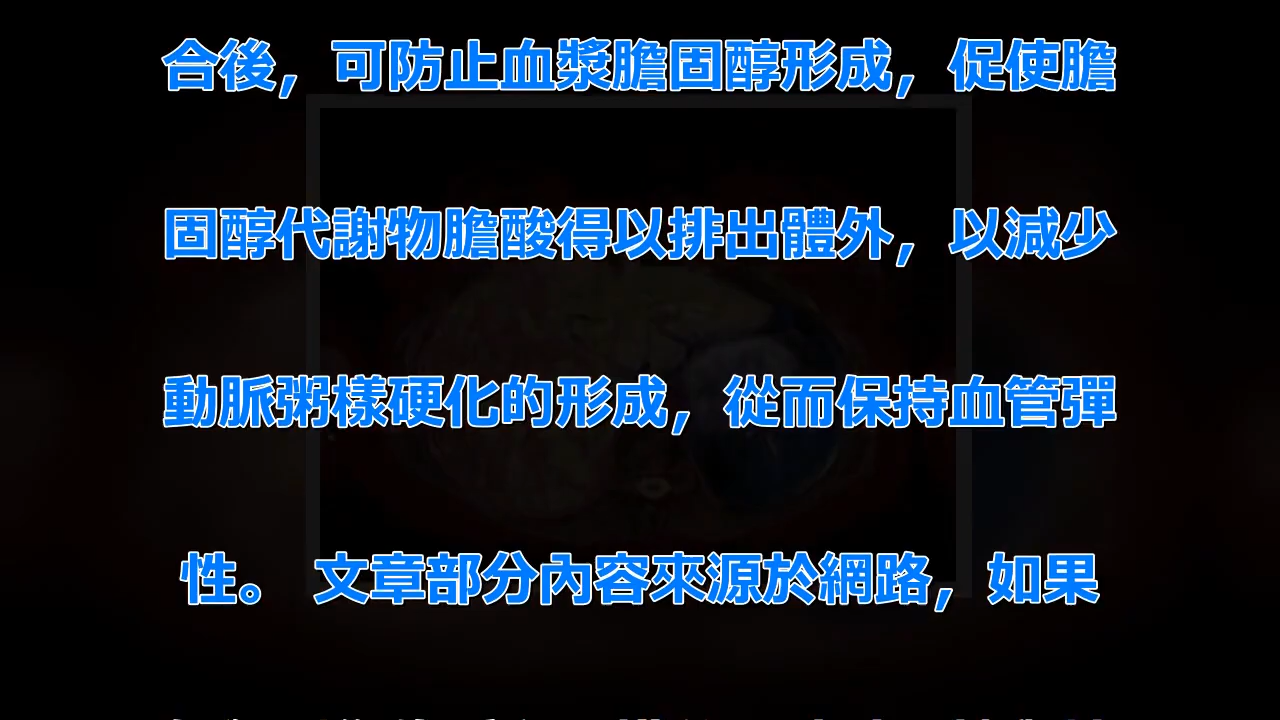 合後，可防止血漿膽固醇形成，促使膽
固醇代謝物膽酸得以排出體外，以減少
動脈粥樣硬化的形成，從而保持血管彈
性。 文章部分內容來源於網路，如果